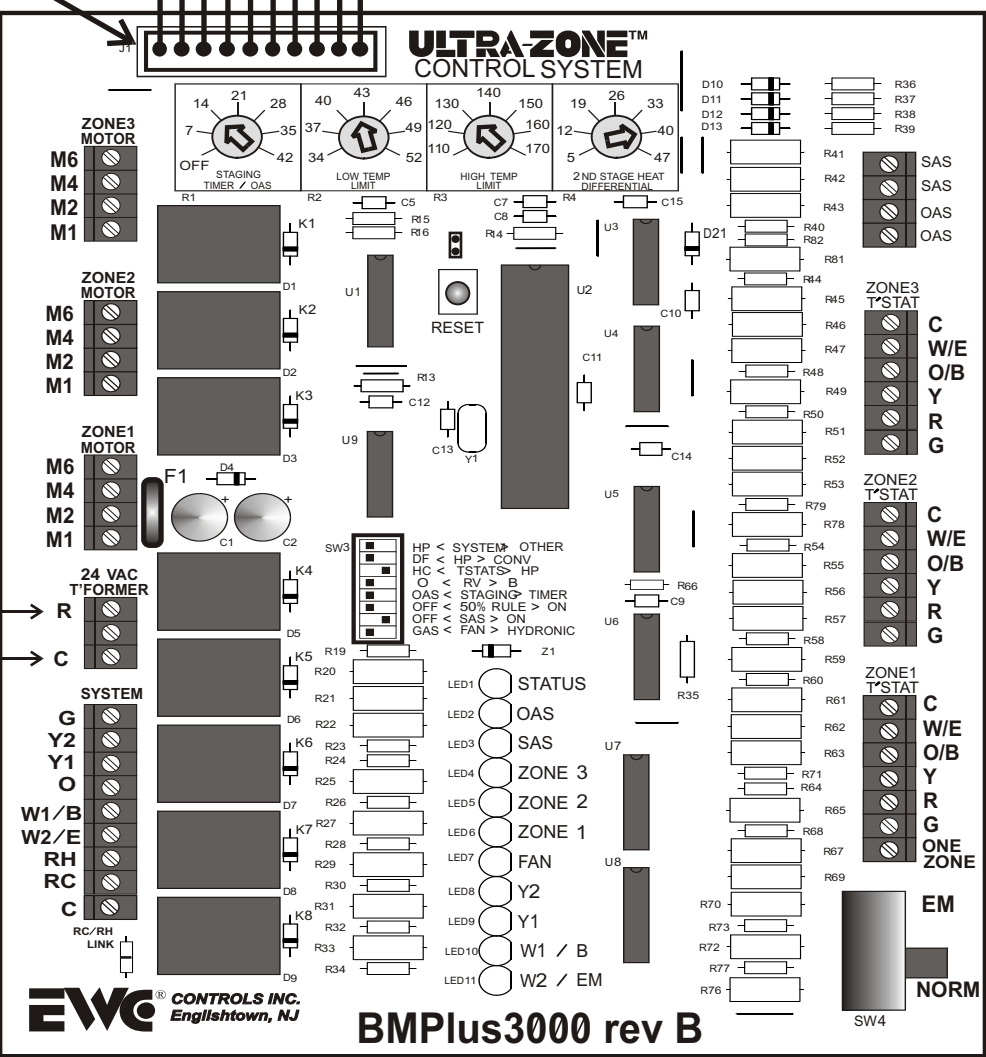 J1
ULTRA-ZONE™
CONTROL SYSTEM
OFF 7 14 21 28 35 42
STAGING
TIMER / OAS
34 37 40 43 46 49 52
LOW TEMP
LIMIT
110 120 130 140 150 160 170
HIGH TEMP
LIMIT
5 12 19 26 33 40 47
2ND STAGE HEAT
DIFFERENTIAL
R1 R2 R3 R4
ZONE3
MOTOR
M6
M4
M2
M1
ZONE2
MOTOR
M6
M4
M2
M1
ZONE1
MOTOR
M6
M4
M2
M1
24 VAC
T'FORMER
R
C
SYSTEM
G
Y2
Y1
O
W1/B
W2/E
RH
RC
C
RC/RH
LINK
K1
D1
K2
D2
K3
D3
F1
D4
C1
C2
K4
D5
K5
D6
K6
D7
K7
D8
K8
D9
C5
R15
R16
U1
R13
C12
U9
C7
C8
R14
RESET
U2
C11
C13
Y1
C15
U3
D21
C10
U4
C14
U5
R66
C9
U6
R35
U7
U8
SW3
HP < SYSTEM > OTHER
DF < HP > CONV
HC < TSTATS > HP
O < RV > B
OAS < STAGING > TIMER
OFF < 50% RULE > ON
OFF < SAS > ON
GAS < FAN > HYDRONIC
Z1
R19
R20
R21
R22
R23
R24
R25
R26
R27
R28
R29
R30
R31
R32
R33
R34
LED1 STATUS
LED2 OAS
LED3 SAS
LED4 ZONE 3
LED5 ZONE 2
LED6 ZONE 1
LED7 FAN
LED8 Y2
LED9 Y1
LED10 W1 / B
LED11 W2 / EM
D10
D11
D12
D13
R36
R37
R38
R39
R41
R42
R43
R40
R82
R81
R44
R45
R46
R47
R48
R49
R50
R51
R52
R53
R79
R78
R54
R55
R56
R57
R58
R59
R60
R61
R62
R63
R71
R64
R65
R68
R67
R69
R70
R73
R72
R77
R76
SAS
SAS
OAS
OAS
ZONE3
T'STAT
C
W/E
O/B
Y
R
G
ZONE2
T'STAT
C
W/E
O/B
Y
R
G
ZONE1
T'STAT
C
W/E
O/B
Y
R
G
ONE
ZONE
EM
NORM
SW4
EWC® CONTROLS INC.
Englishtown, NJ
BMPlus3000 rev B